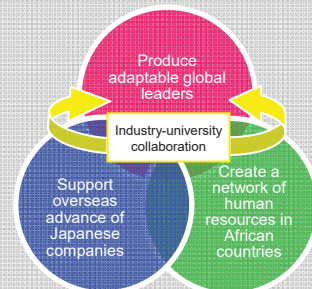 Produce
adaptable global
leaders
Industry-university
collaboration
Support
overseas
advance of
Japanese
companies
Create a
network of
human
resources in
African
countries